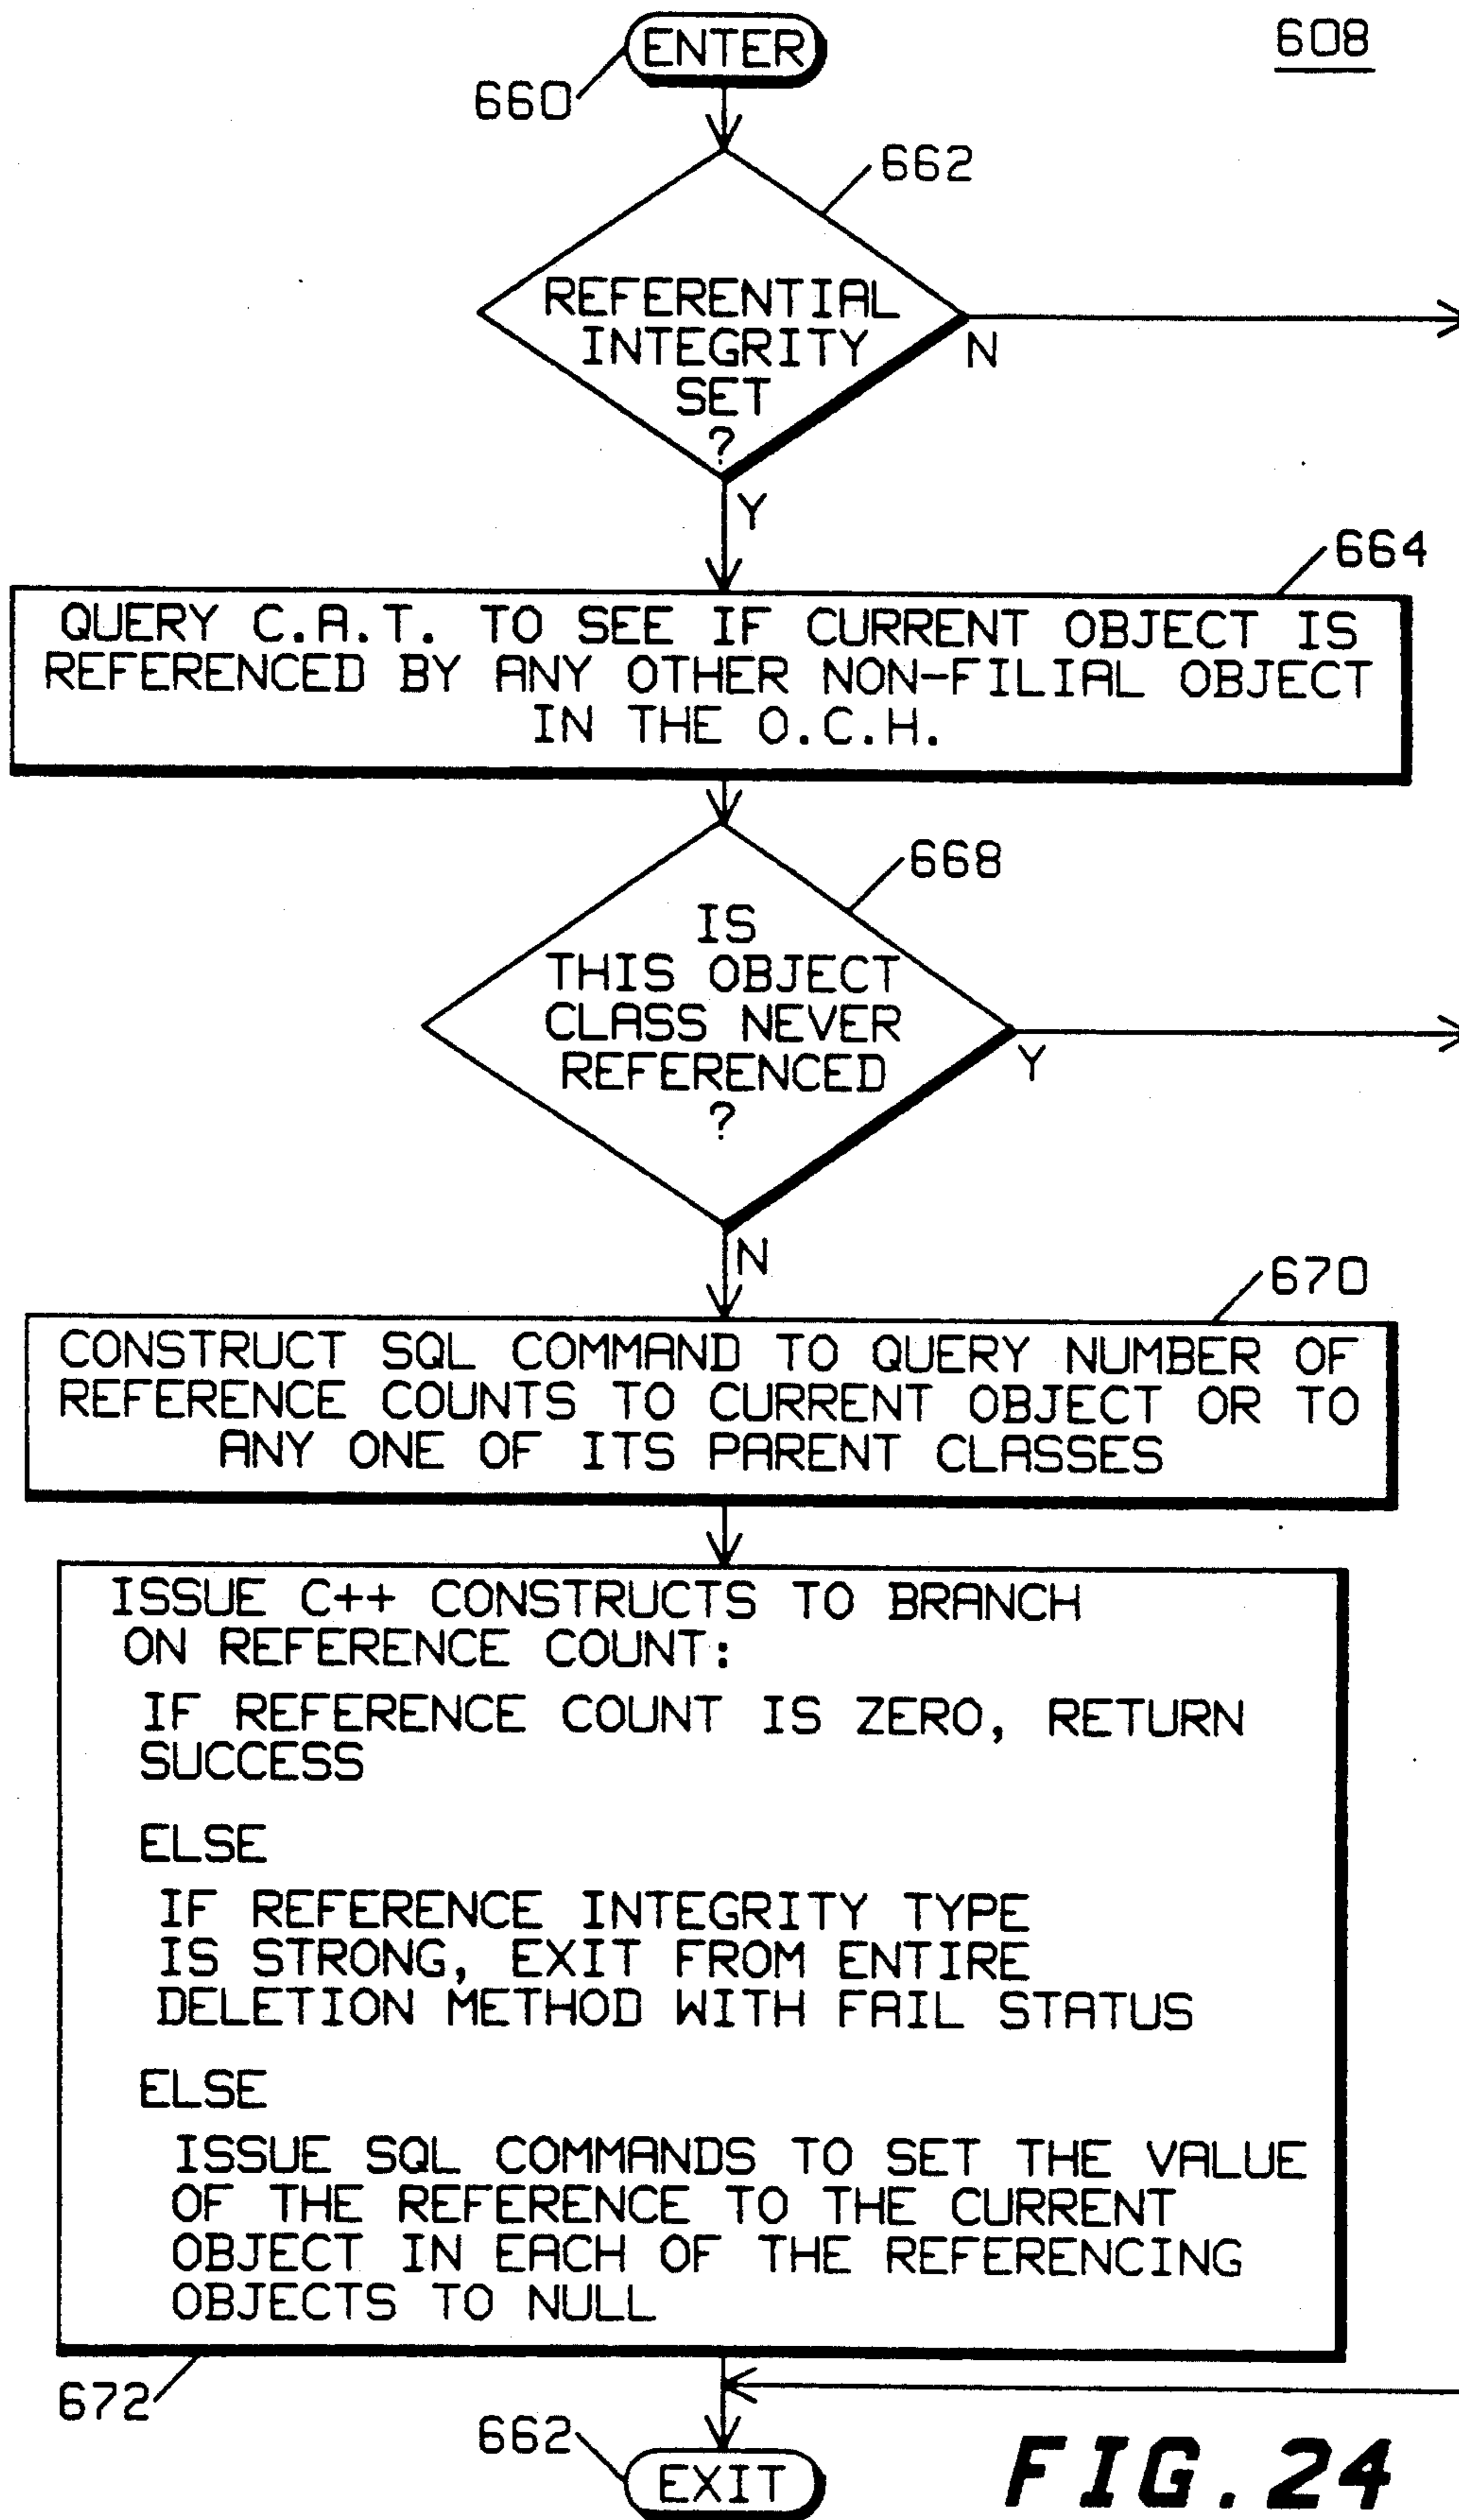 ENTER
608
660
662
REFERENTIAL
INTEGRITY
SET
?
N
Y
664
QUERY C.A.T. TO SEE IF CURRENT OBJECT IS
REFERENCED BY ANY OTHER NON-FILIAL OBJECT
IN THE O.C.H.
668
IS
THIS OBJECT
CLASS NEVER
REFERENCED
?
Y
N
670
CONSTRUCT SQL COMMAND TO QUERY NUMBER OF
REFERENCE COUNTS TO CURRENT OBJECT OR TO
ANY ONE OF ITS PARENT CLASSES
ISSUE C++ CONSTRUCTS TO BRANCH
ON REFERENCE COUNT:
IF REFERENCE COUNT IS ZERO, RETURN
SUCCESS
ELSE
IF REFERENCE INTEGRITY TYPE
IS STRONG, EXIT FROM ENTIRE
DELETION METHOD WITH FAIL STATUS
ELSE
ISSUE SQL COMMANDS TO SET THE VALUE
OF THE REFERENCE TO THE CURRENT
OBJECT IN EACH OF THE REFERENCING
OBJECTS TO NULL
672
662
EXIT
FIG. 24